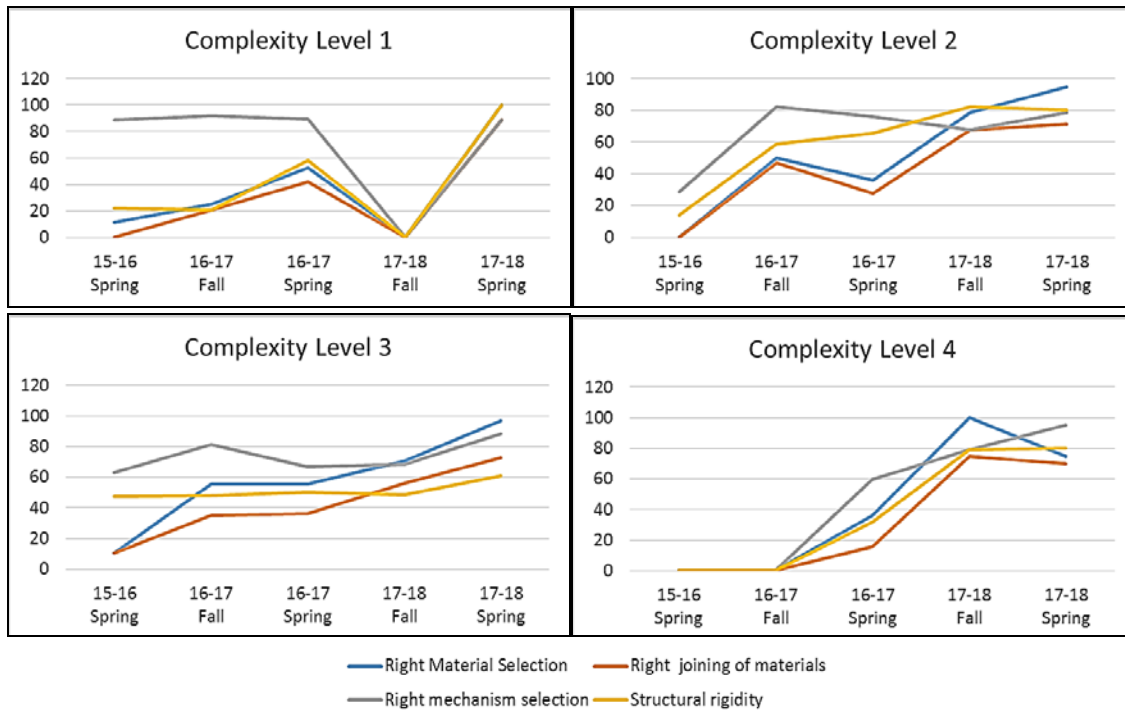 Complexity Level 1
120
100
80
60
40
20
0
15-16 16-17 16-17 17-18 17-18
Spring Fall Spring Fall Spring
Complexity Level 2
100
80
60
40
20
0
15-16 16-17 16-17 17-18 17-18
Spring Fall Spring Fall Spring
Complexity Level 3
120
100
80
60
40
20
0
15-16 16-17 16-17 17-18 17-18
Spring Fall Spring Fall Spring
Complexity Level 4
120
100
80
60
40
20
0
15-16 16-17 16-17 17-18 17-18
Spring Fall Spring Fall Spring
Right Material Selection Right joining of materials
Right mechanism selection Structural rigidity